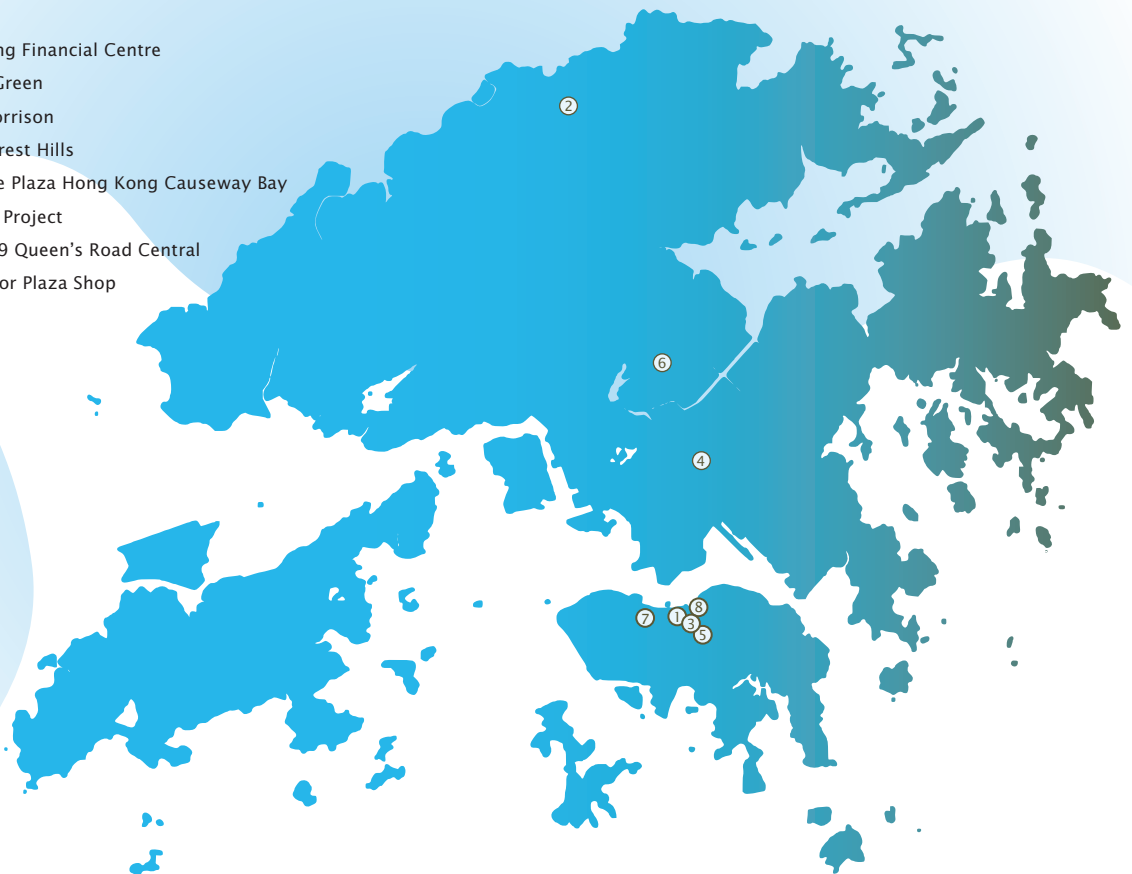 ng Financial Centre
Green
orrison
rest Hills
e Plaza Hong Kong Causeway Bay
Project
9 Queen's Road Central
or Plaza Shop
2
6
4
8
7
1
3
5